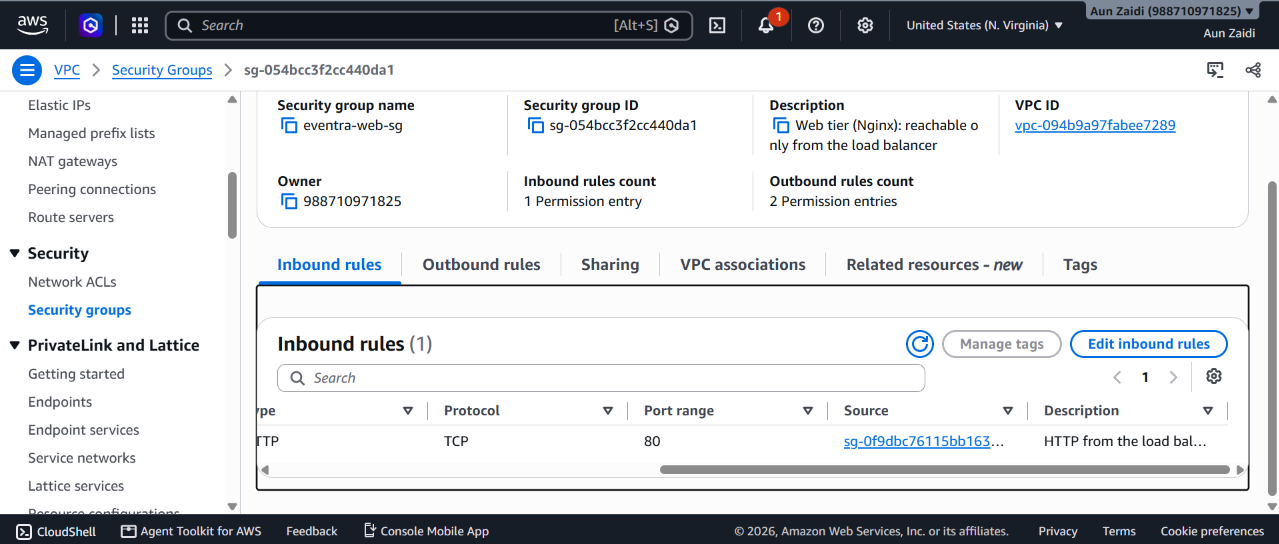 aws
Search
[Alt+S]
1
United States (N. Virginia)
Aun Zaidi (988710971825)
Aun Zaidi
VPC
Security Groups
sg-054bcc3f2cc440da1
Elastic IPs
Managed prefix lists
NAT gateways
Peering connections
Route servers
Security
Network ACLs
Security groups
PrivateLink and Lattice
Getting started
Endpoints
Endpoint services
Service networks
Lattice services
Resource configurations
Security group name
eventra-web-sg
Security group ID
sg-054bcc3f2cc440da1
Description
Web tier (Nginx): reachable o
nly from the load balancer
VPC ID
vpc-094b9a97fabee7289
Owner
988710971825
Inbound rules count
1 Permission entry
Outbound rules count
2 Permission entries
Inbound rules
Outbound rules
Sharing
VPC associations
Related resources - new
Tags
Inbound rules (1)
Manage tags
Edit inbound rules
Search
1
ype
Protocol
Port range
Source
Description
TTP
TCP
80
sg-0f9dbc76115bb163...
HTTP from the load bal...
CloudShell
Agent Toolkit for AWS
Feedback
Console Mobile App
© 2026, Amazon Web Services, Inc. or its affiliates.
Privacy
Terms
Cookie preferences